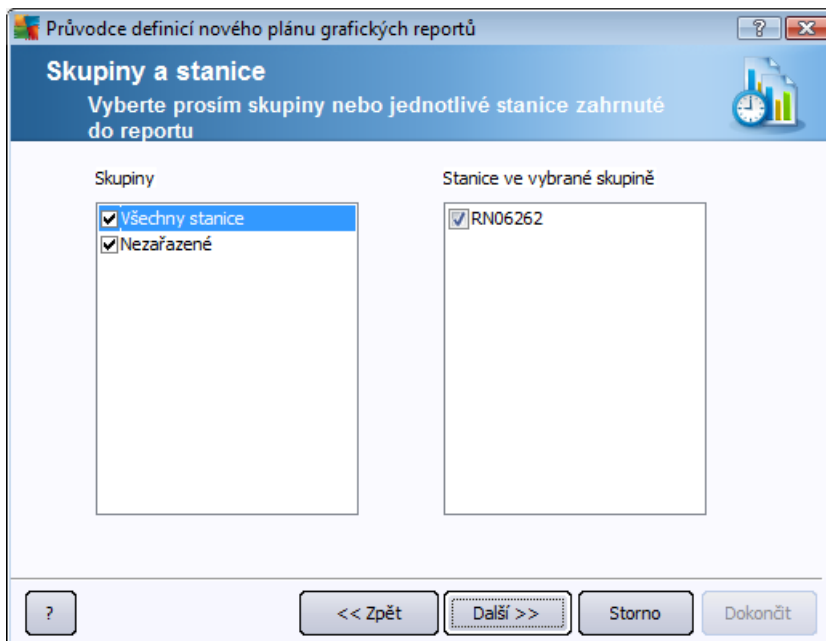 Průvodce definicí nového plánu grafických reportů
?
Skupiny a stanice
Vyberte prosím skupiny nebo jednotlivé stanice zahrnuté
do reportu
Skupiny
Stanice ve vybrané skupině
Všechny stanice
RN06262
Nezařazené
?
<< Zpět
Další >>
Storno
Dokončit